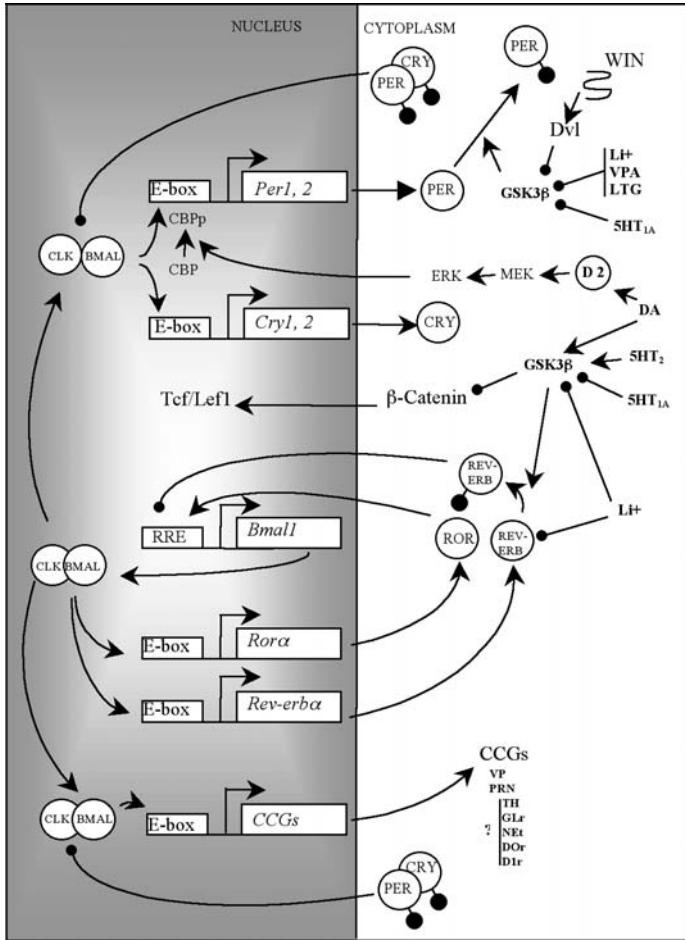 NUCLEUS CYTOPLASM
PER
CRY
PER
WIN
Dvl
Li+
VPA
LTG
E-box Per1, 2
PER
GSK3β
CBPp
5HT1A
CLK BMAL
CBP
ERK MEK D 2
E-box Cry1, 2
CRY
DA
GSK3β
5HT2
Tcf/Lef1
β-Catenin
5HT1A
REV-
ERB
RRE Bmal1
ROR
REV-
ERB
Li+
CLK BMAL
E-box Rorα
E-box Rev-erbα
CCGs
VP
PRN
TH
GLr
? NEt
DOr
D1r
CLK BMAL
E-box CCGs
CRY
PER